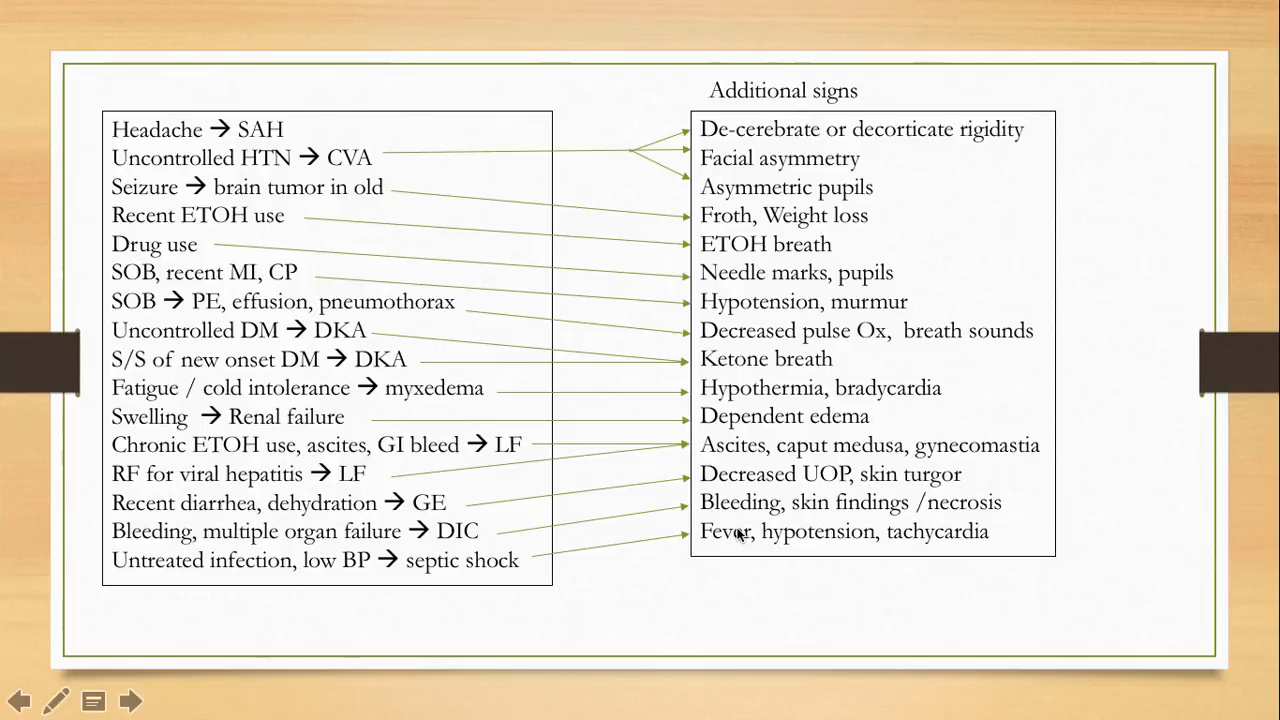 Additional signs
Headache → SAH
Uncontrolled HTN → CVA
Seizure → brain tumor in old
Recent ETOH use
Drug use
SOB, recent MI, CP
SOB → PE, effusion, pneumothorax
Uncontrolled DM → DKA
S/S of new onset DM → DKA
Fatigue / cold intolerance → myxedema
Swelling → Renal failure
Chronic ETOH use, ascites, GI bleed → LF
RF for viral hepatitis → LF
Recent diarrhea, dehydration → GE
Bleeding, multiple organ failure → DIC
Untreated infection, low BP → septic shock
De-cerebrate or decorticate rigidity
Facial asymmetry
Asymmetric pupils
Froth, Weight loss
ETOH breath
Needle marks, pupils
Hypotension, murmur
Decreased pulse Ox, breath sounds
Ketone breath
Hypothermia, bradycardia
Dependent edema
Ascites, caput medusa, gynecomastia
Decreased UOP, skin turgor
Bleeding, skin findings /necrosis
Fever, hypotension, tachycardia